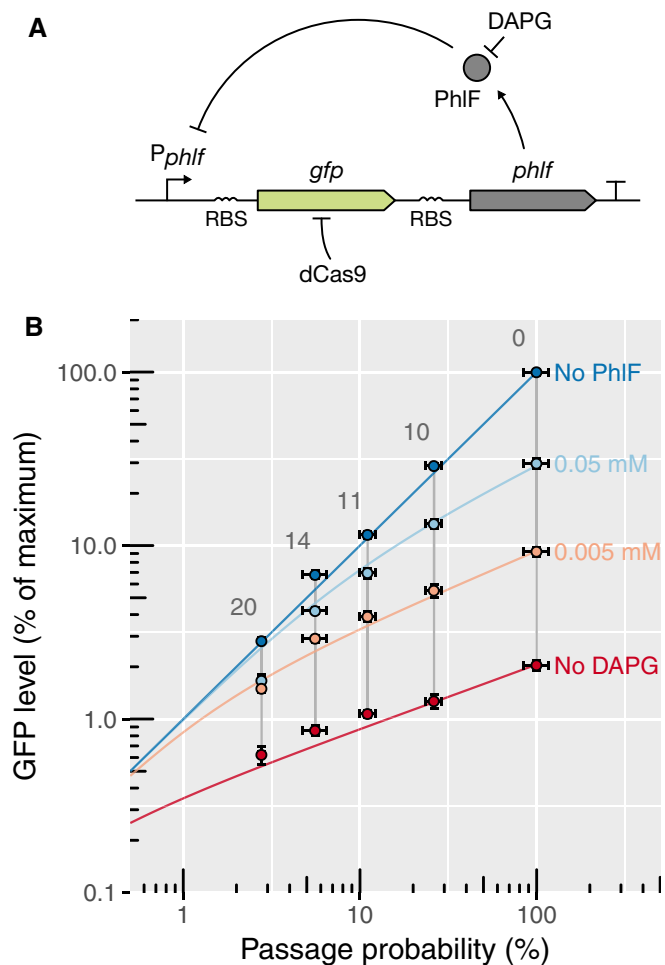 A
DAPG
PhlF
Pphlf
gfp
phlf
RBS
RBS
dCas9
B
GFP level (% of maximum)
100.0
10.0
1.0
0.1
0
10
11
14
20
No PhlF
0.05 mM
0.005 mM
No DAPG
1
10
100
Passage probability (%)